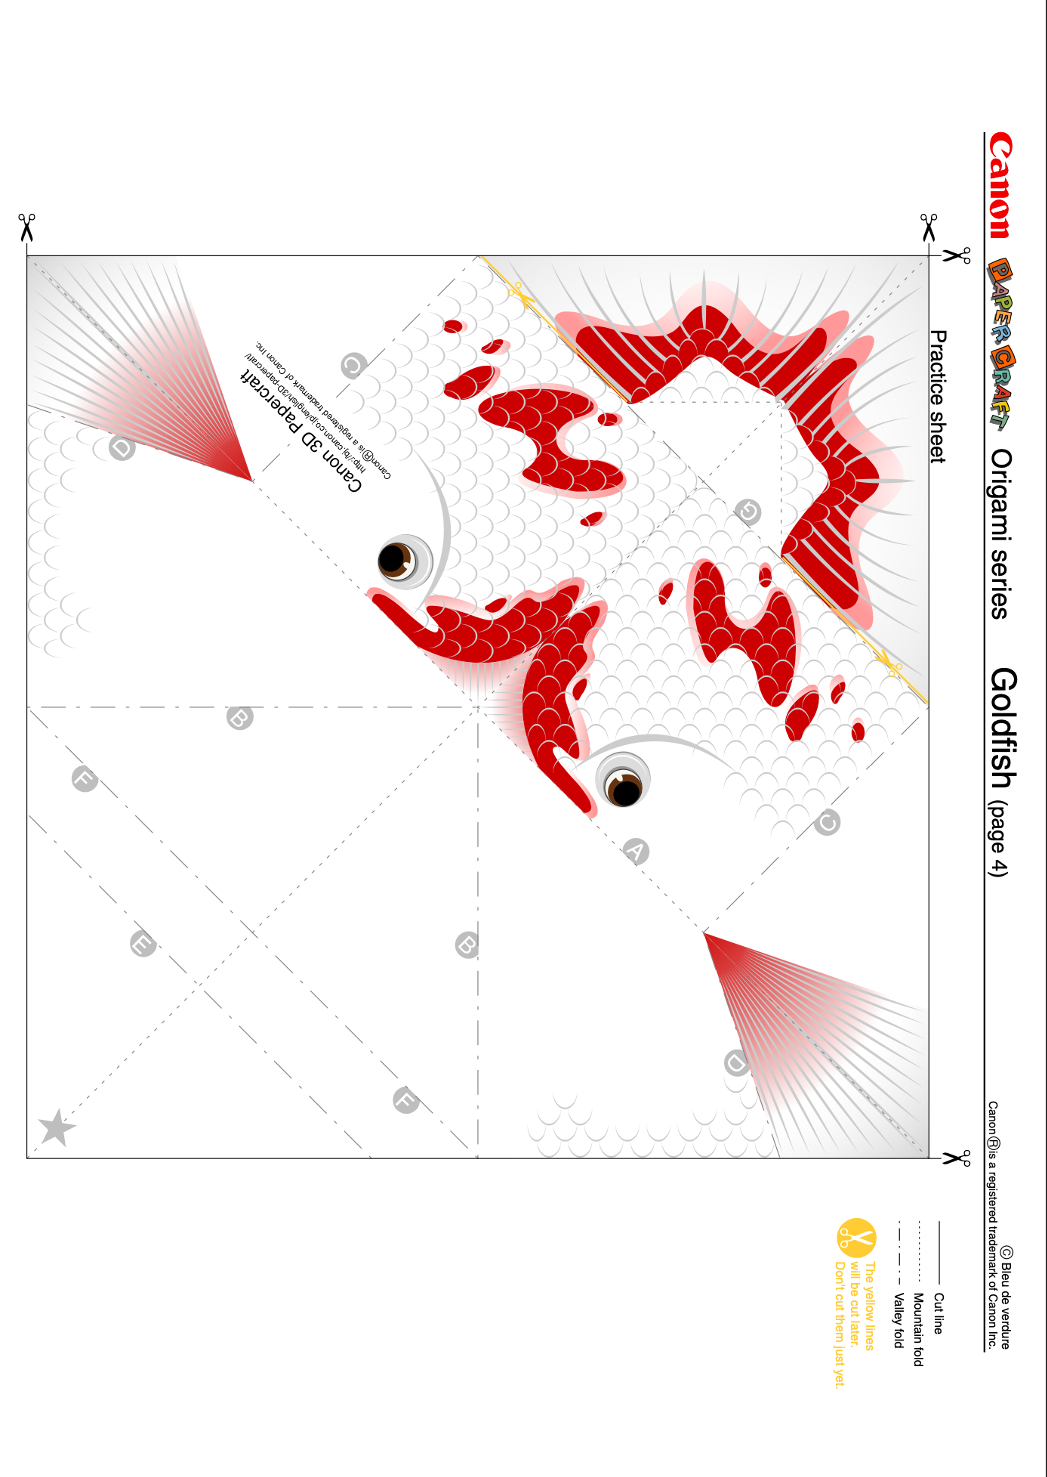 Canon PAPER CRAFT Origami series Goldfish (page 4)
© Bleu de verdure
Canon Ⓡ is a registered trademark of Canon Inc.
Practice sheet
Cut line
Mountain fold
Valley fold
The yellow lines
will be cut later.
Don't cut them just yet.
Canon 3D Papercraft
http://bj.canon.co.jp/english/3D-papercraft/
CanonⓇ is a registered trademark of Canon Inc.
C
D
G
B
F
A
C
E
B
F
D